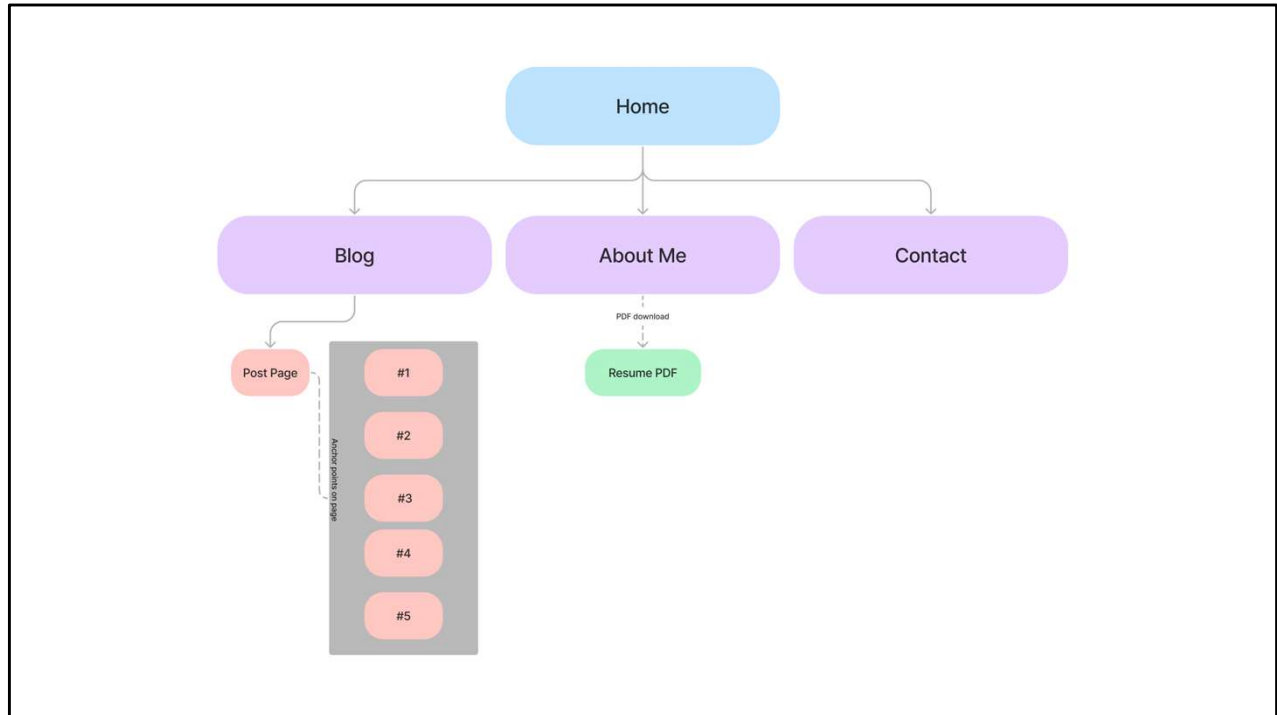 Home
Blog
About Me
Contact
PDF download
Post Page
#1
Resume PDF
#2
Anchor points on page
#3
#4
#5